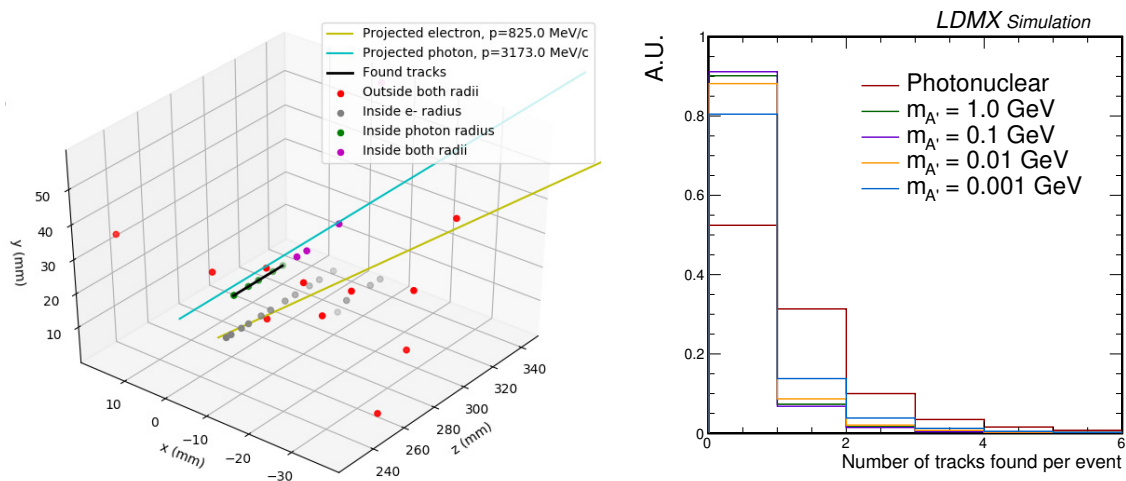 Projected electron, p=825.0 MeV/c
Projected photon, p=3173.0 MeV/c
Found tracks
Outside both radii
Inside e- radius
Inside photon radius
Inside both radii
50
40
30
20
10
y (mm)
10
0
−10
−20
−30
x (mm)
240
260
280
300
320
340
z (mm)
LDMX Simulation
A.U.
1
0.8
0.6
0.4
0.2
0
Photonuclear
m_A' = 1.0 GeV
m_A' = 0.1 GeV
m_A' = 0.01 GeV
m_A' = 0.001 GeV
0 2 4 6
Number of tracks found per event